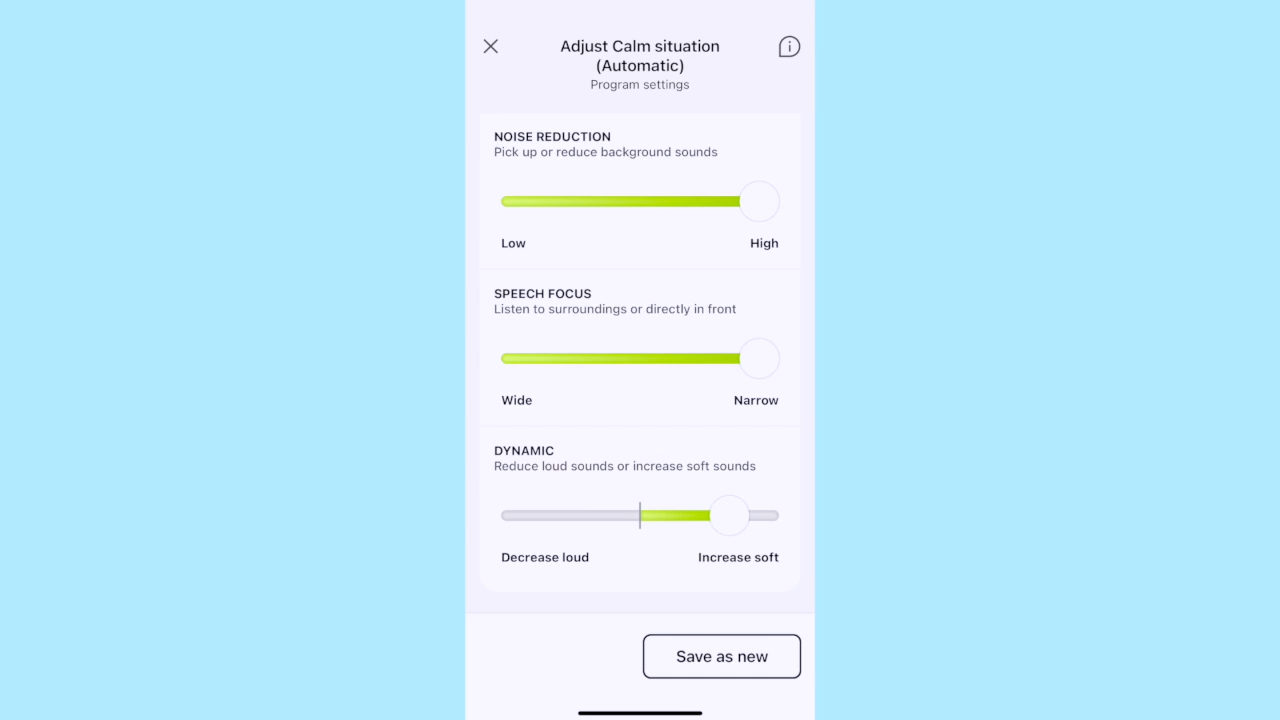 Adjust Calm situation
(Automatic)
Program settings
NOISE REDUCTION
Pick up or reduce background sounds
Low High
SPEECH FOCUS
Listen to surroundings or directly in front
Wide Narrow
DYNAMIC
Reduce loud sounds or increase soft sounds
Decrease loud Increase soft
Save as new